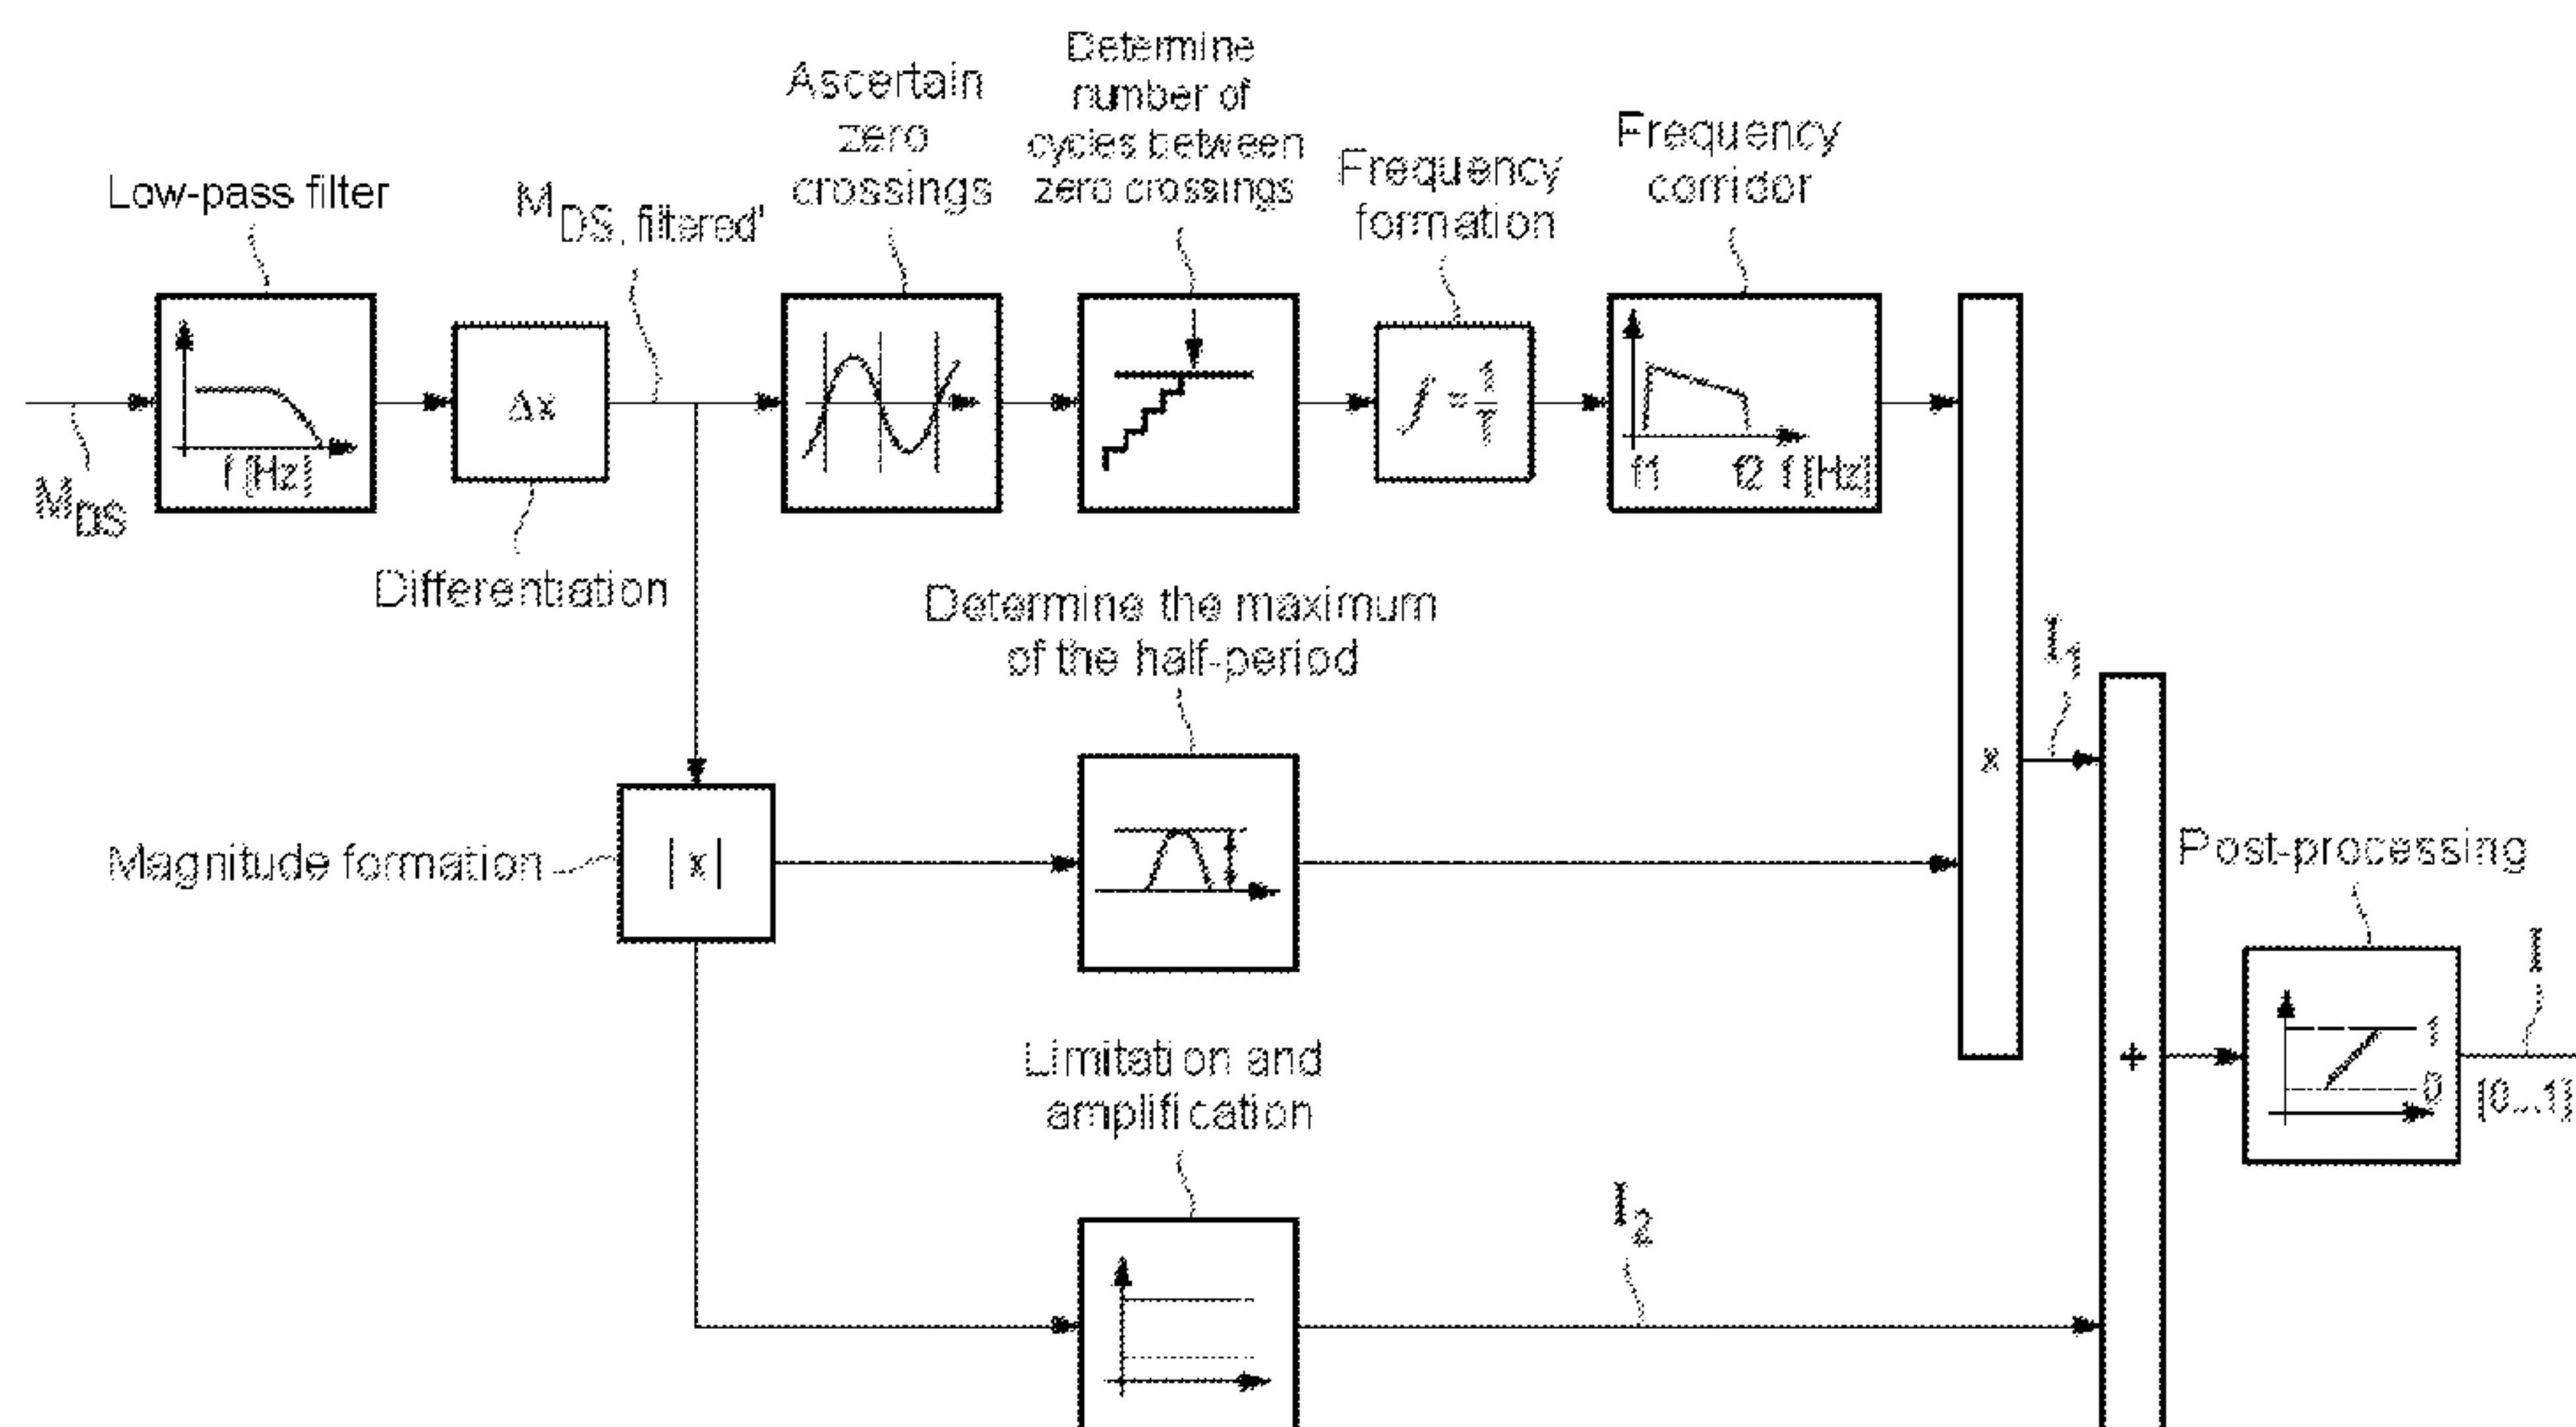 Low-pass filter
M DS, filtered'
Ascertain
zero
crossings
Determine
number of
cycles between
zero crossings
Frequency
formation
Frequency
corridor
f [Hz]
M DS
Δx
Differentiation
f = 1/T
f1 f2 f [Hz]
Determine the maximum
of the half-period
Magnitude formation
|x|
x
I1
Limitation and
amplification
I2
+
Post-processing
1
0
I
[0...1]